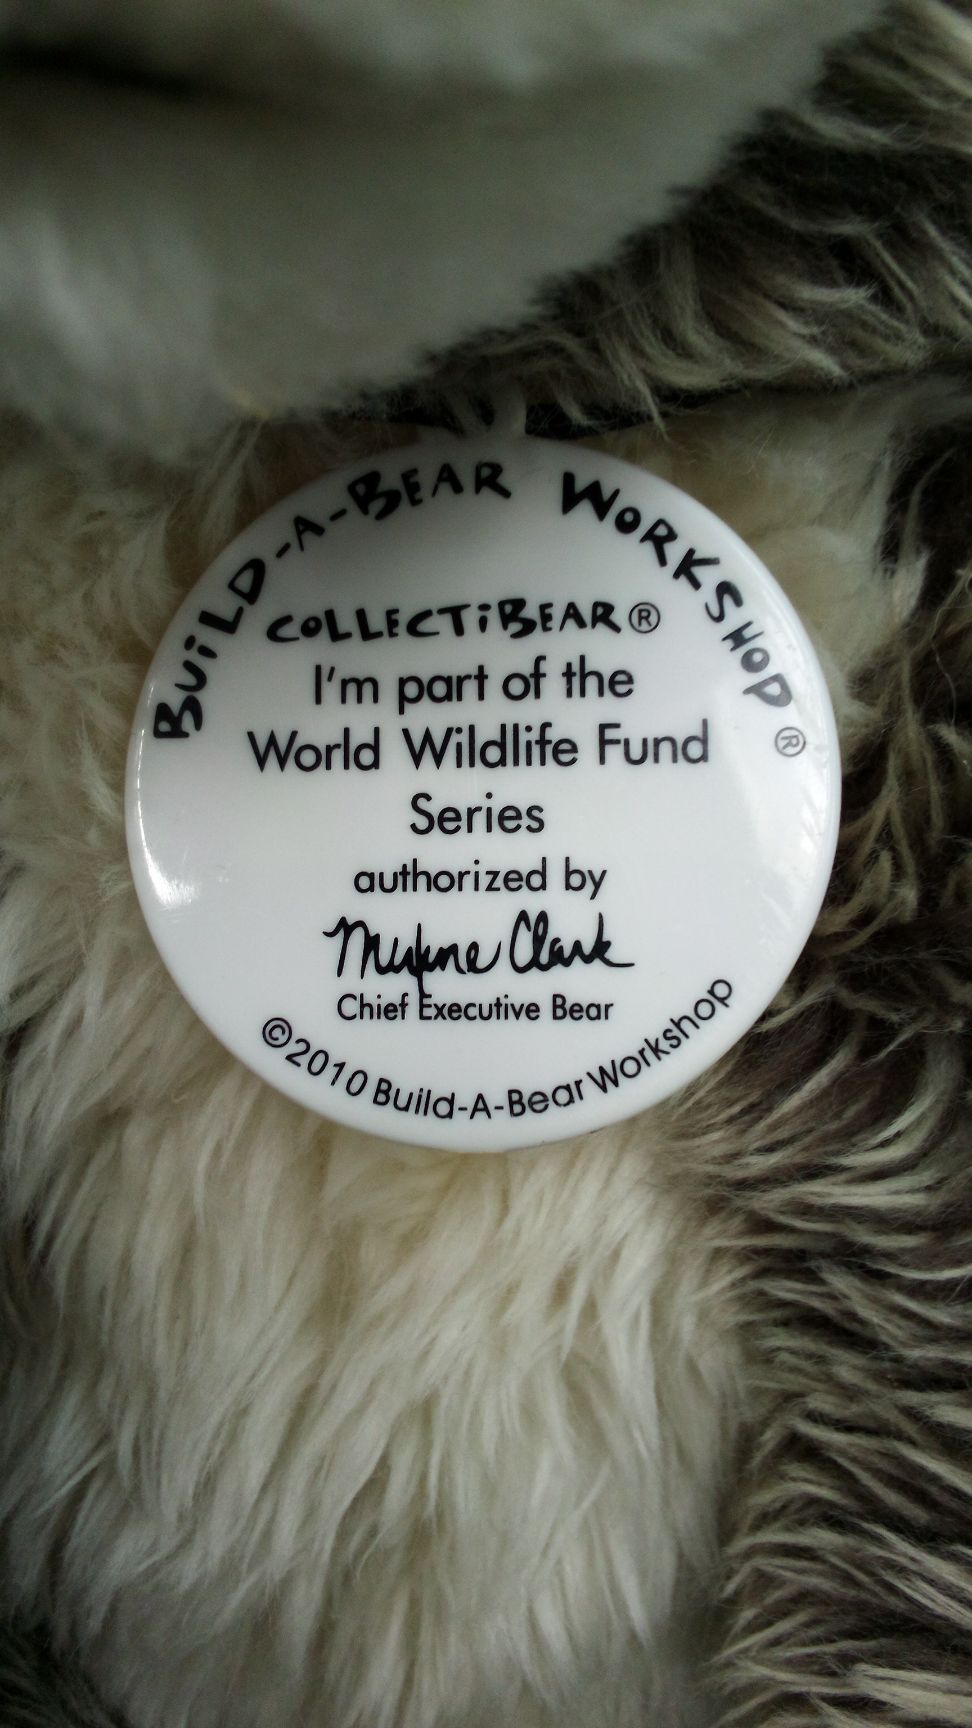 BUiLD-A-BEAR WORKSHOP ®
COLLECTiBEAR®
I'm part of the
World Wildlife Fund
Series
authorized by
Maxine Clark
Chief Executive Bear
©2010 Build-A-Bear Workshop